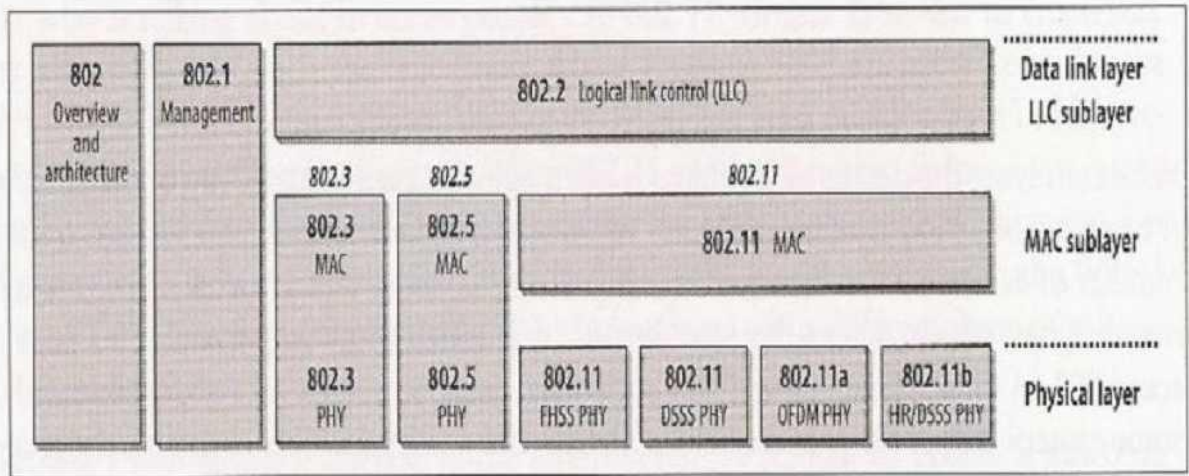 802
Overview
and
architecture
802.1
Management
802.2 Logical link control (LLC)
Data link layer
LLC sublayer
802.3
802.5
802.11
802.3
MAC
802.5
MAC
802.11 MAC
MAC sublayer
802.3
PHY
802.5
PHY
802.11
FHSS PHY
802.11
DSSS PHY
802.11a
OFDM PHY
802.11b
HR/DSSS PHY
Physical layer